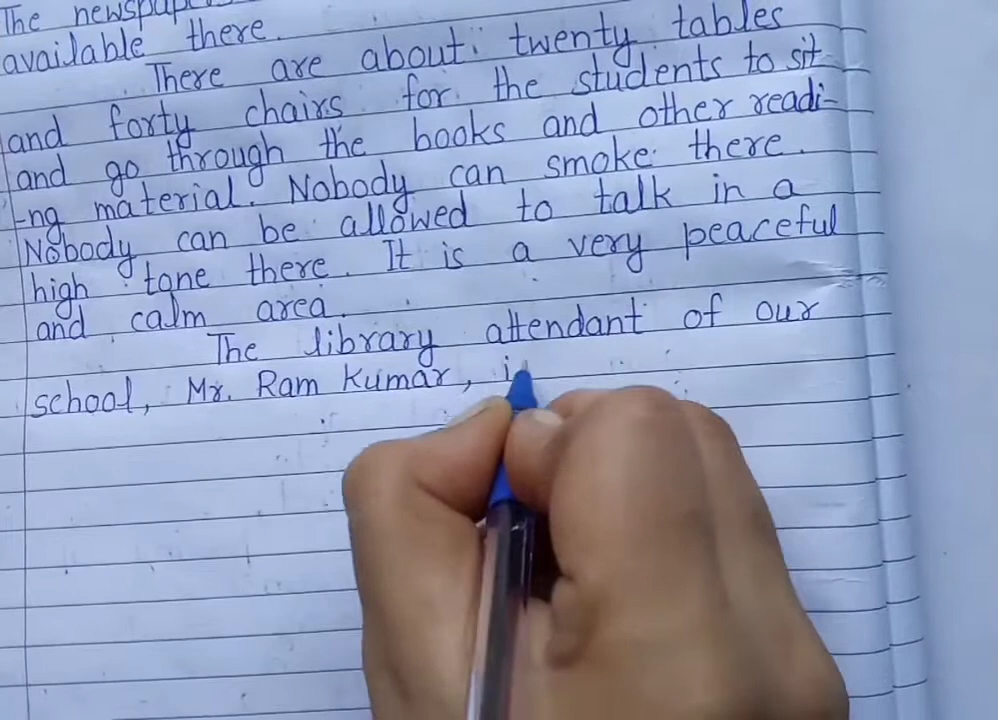 The newspape
available there.
There are about twenty tables
and forty chairs for the students to sit
and go through the books and other readi-
-ng material. Nobody can smoke there.
Nobody can be allowed to talk in a
high tone there. It is a very peaceful
and calm area.
The library attendant of our
school, Mr. Ram Kumar, i